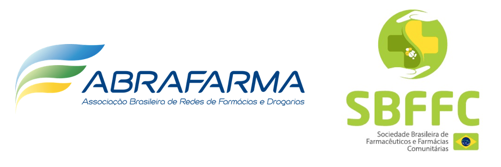 ABRAFARMA
Associação Brasileira de Redes de Farmácias e Drogarias
SBFFC
Sociedade Brasileira de
Farmacêuticos e Farmácias
Comunitárias